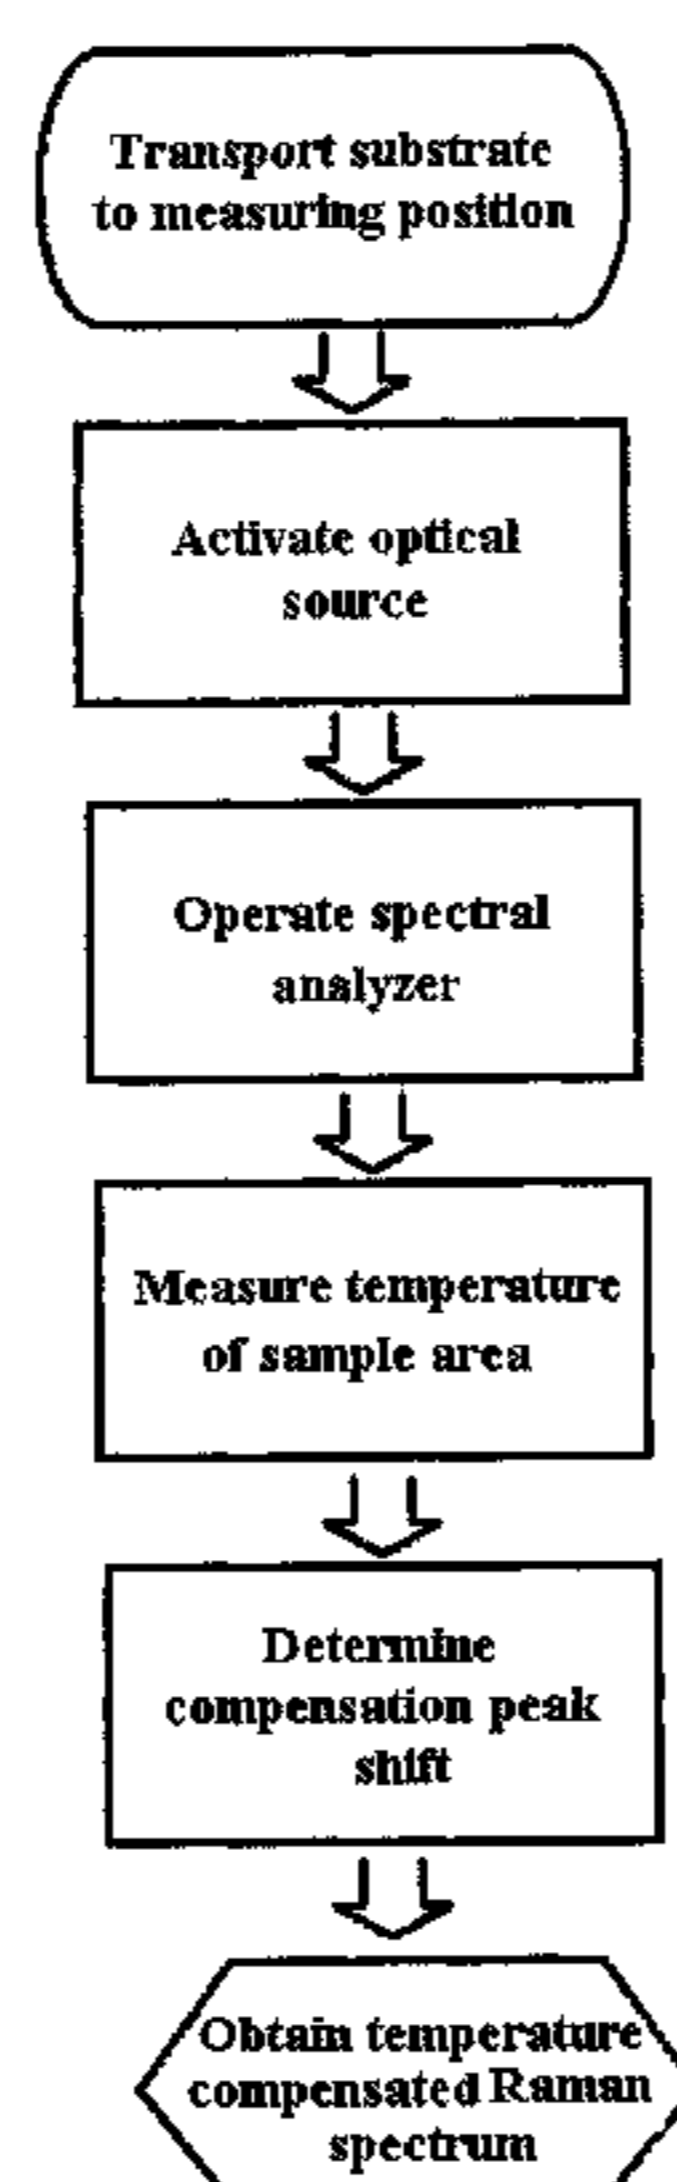 Transport substrate
to measuring position
Activate optical
source
Operate spectral
analyzer
Measure temperature
of sample area
Determine
compensation peak
shift
Obtain temperature
compensated Raman
spectrum